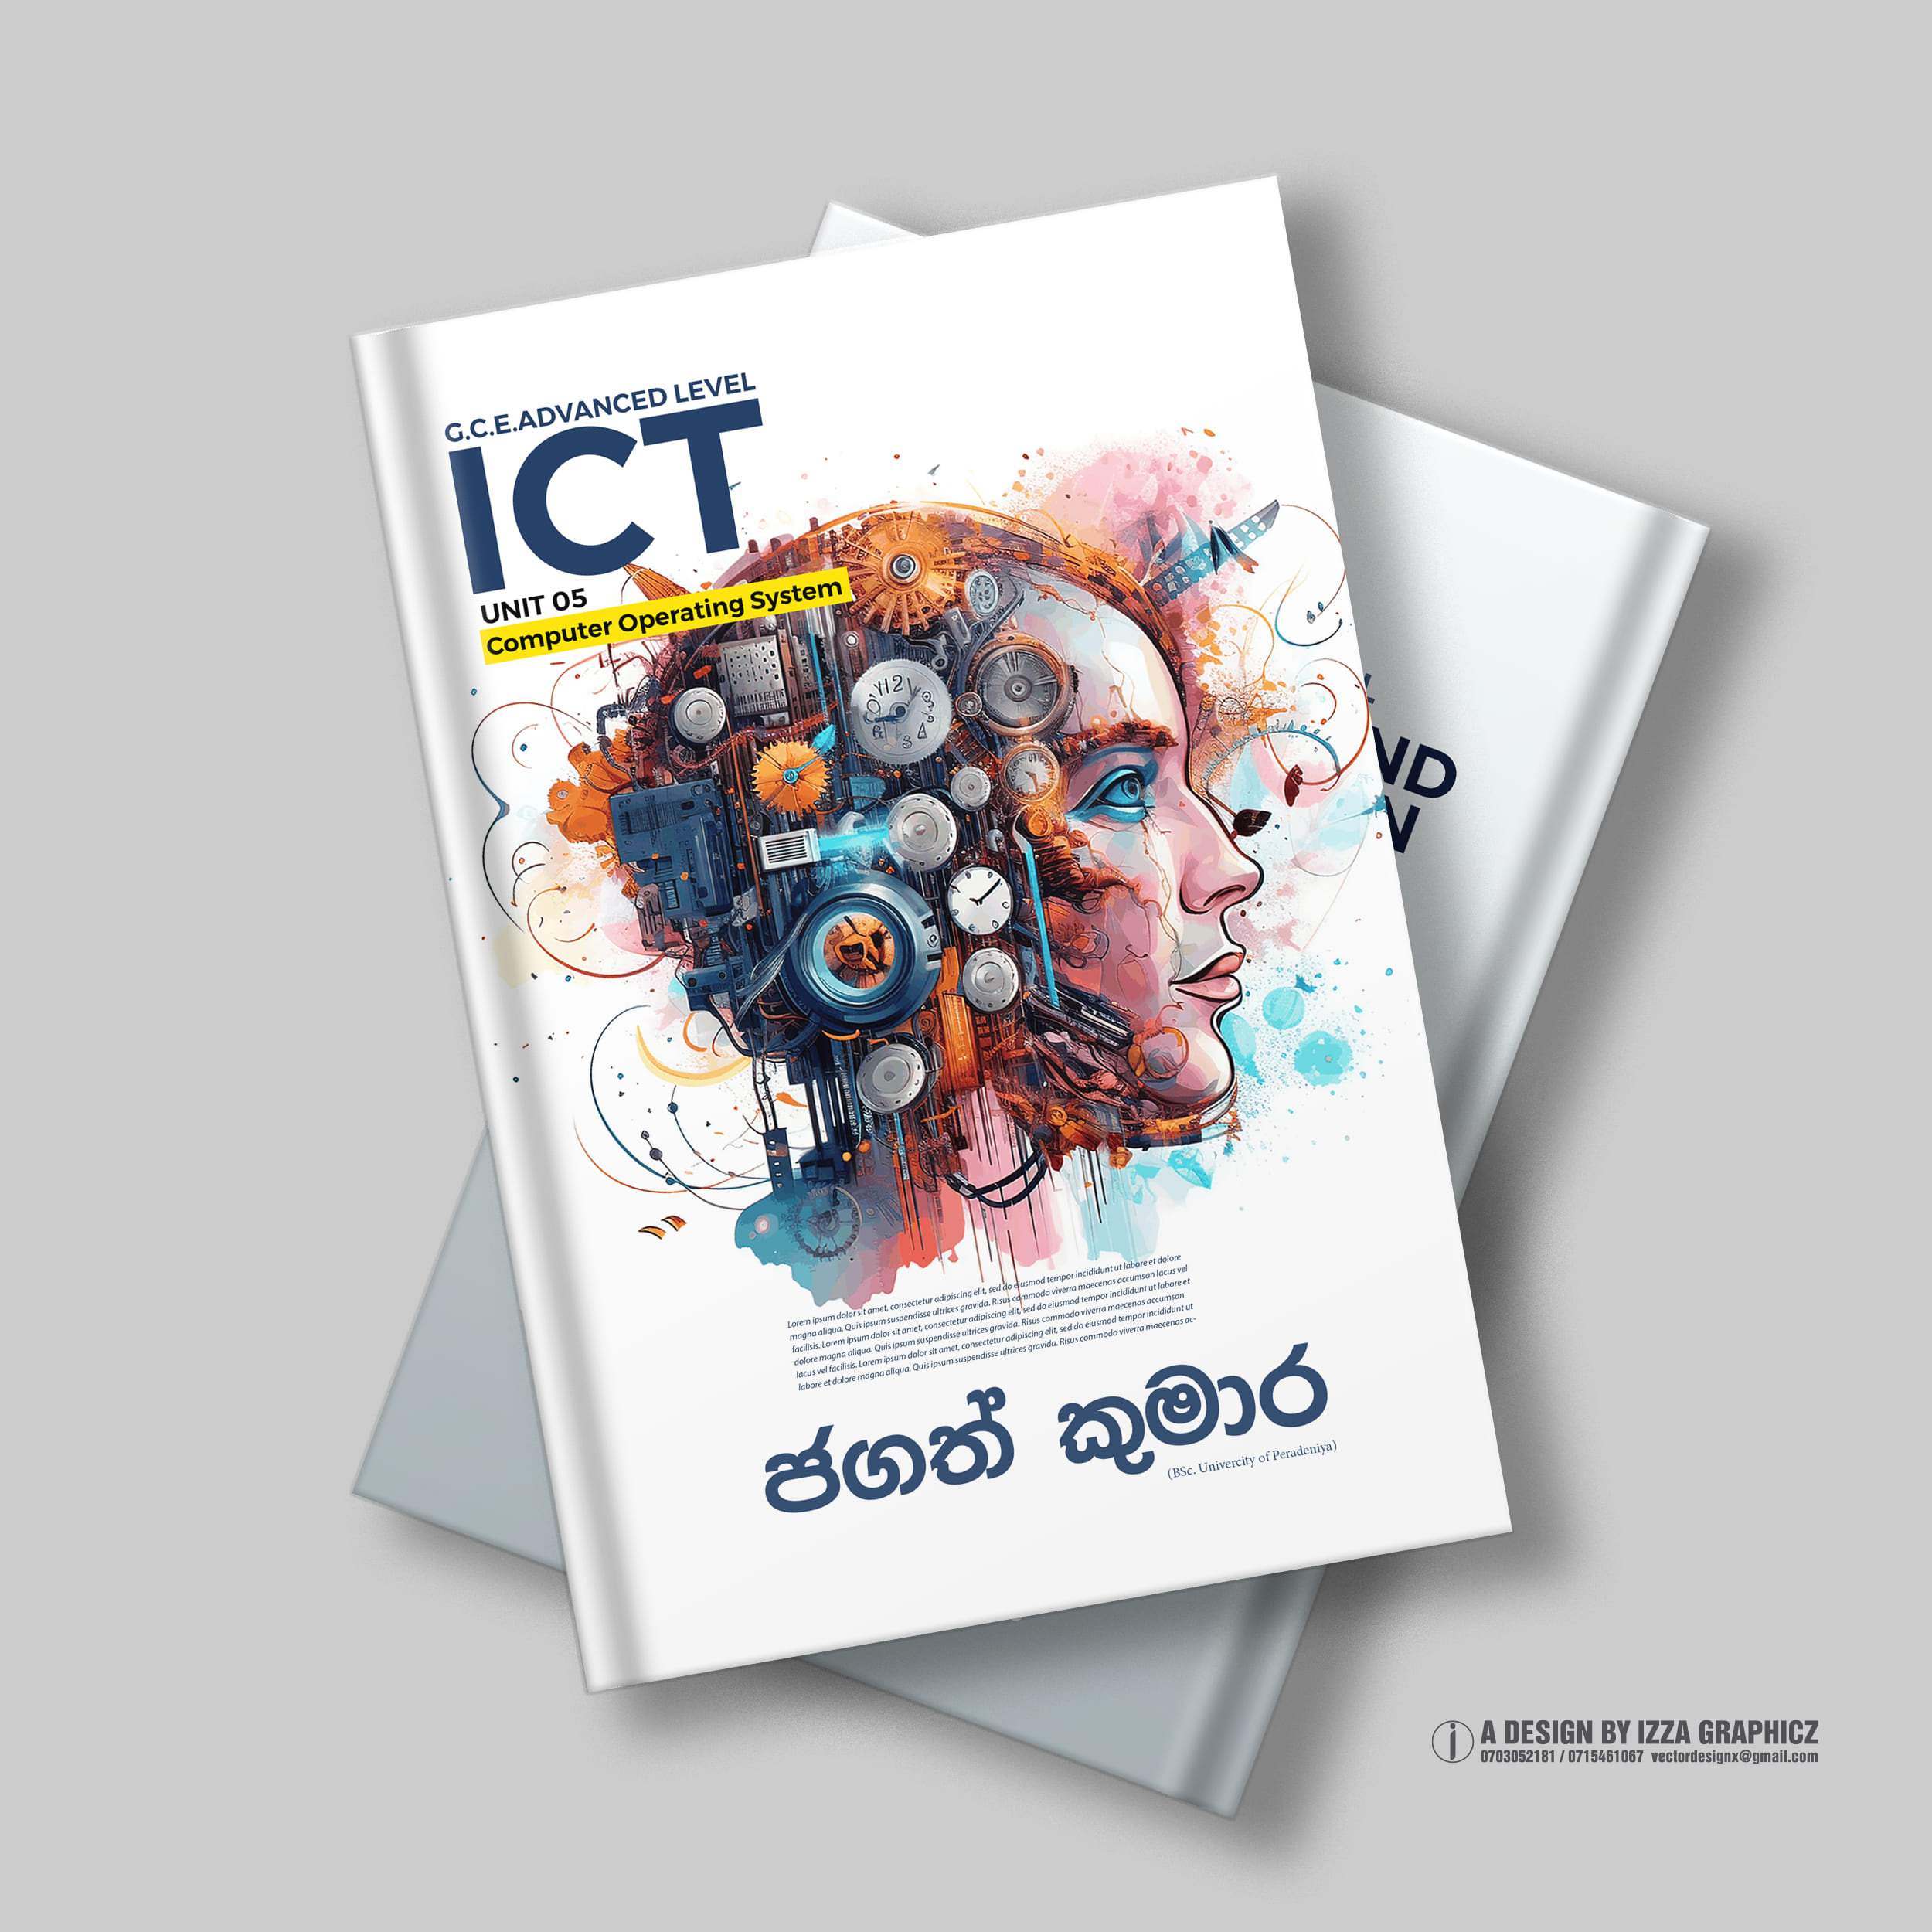 G.C.E.ADVANCED LEVEL
ICT
UNIT 05
Computer Operating System
Lorem ipsum dolor sit amet, consectetur adipiscing elit, sed do eiusmod tempor incididunt ut labore et dolore
magna aliqua. Quis ipsum suspendisse ultrices gravida. Risus commodo viverra maecenas accumsan lacus vel
facilisis. Lorem ipsum dolor sit amet, consectetur adipiscing elit, sed do eiusmod tempor incididunt ut labore et
dolore magna aliqua. Quis ipsum suspendisse ultrices gravida. Risus commodo viverra maecenas accumsan
lacus vel facilisis. Lorem ipsum dolor sit amet, consectetur adipiscing elit, sed do eiusmod tempor incididunt ut
labore et dolore magna aliqua. Quis ipsum suspendisse ultrices gravida. Risus commodo viverra maecenas ac-
ජගත් කුමාර
(BSc. Univercity of Peradeniya)
A DESIGN BY IZZA GRAPHICZ
0703052181 / 0715461067 vectordesignx@gmail.com